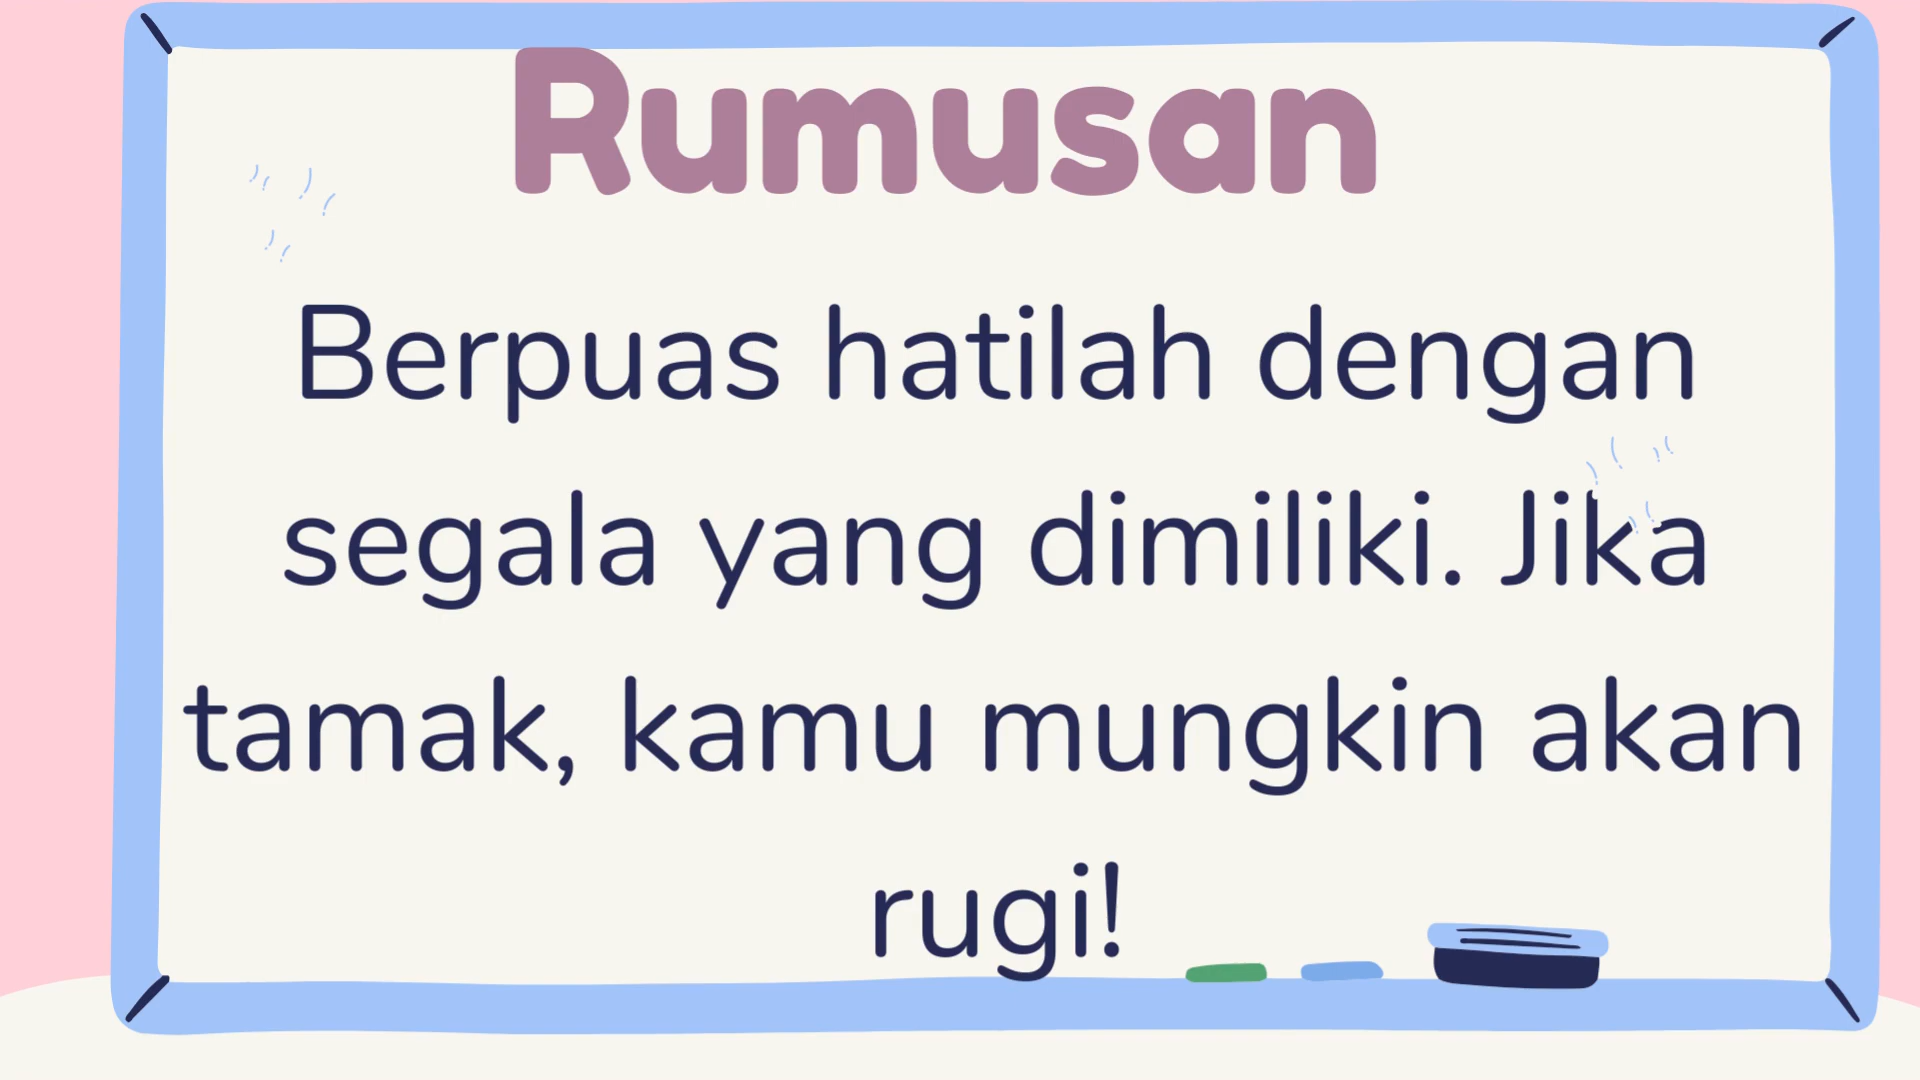 Rumusan
Berpuas hatilah dengan
segala yang dimiliki. Jika
tamak, kamu mungkin akan
rugi!